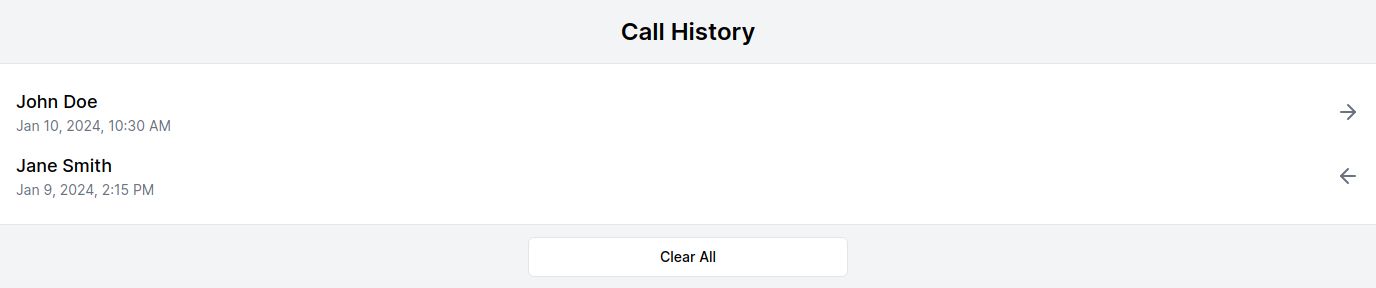 Call History
John Doe
Jan 10, 2024, 10:30 AM
Jane Smith
Jan 9, 2024, 2:15 PM
Clear All